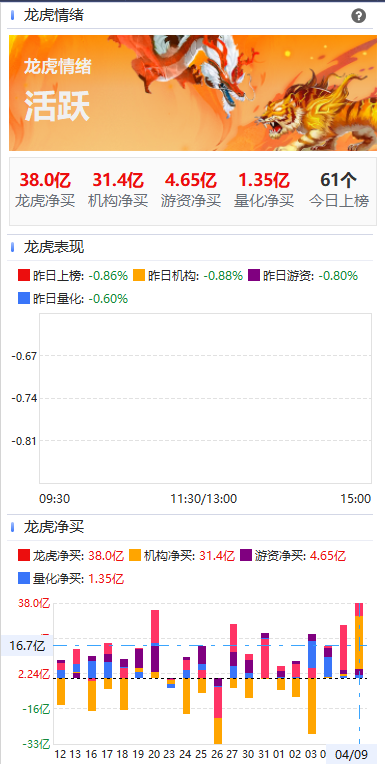 龙虎情绪
龙虎情绪
活跃
38.0亿 31.4亿 4.65亿 1.35亿 61个
龙虎净买 机构净买 游资净买 量化净买 今日上榜
龙虎表现
昨日上榜: -0.86% 昨日机构: -0.88% 昨日游资: -0.80%
昨日量化: -0.60%
-0.67
-0.74
-0.81
09:30 11:30/13:00 15:00
龙虎净买
龙虎净买: 38.0亿 机构净买: 31.4亿 游资净买: 4.65亿
量化净买: 1.35亿
38.0亿
16.7亿
2.24亿
-16亿
-33亿
12 13 16 17 18 19 20 23 24 25 26 27 30 31 01 02 03 04/09